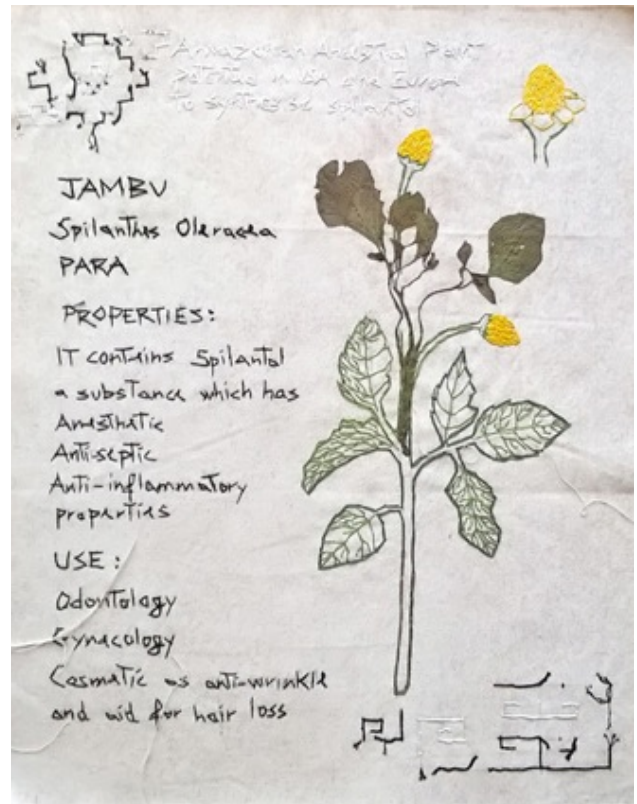 Amazonian Ancestral Plant
patented in USA and Europe
to synthesise spilantol
JAMBU
Spilanthes Oleracea
PARA
PROPERTIES:
IT contains Spilantol
a substance which has
Anesthetic
Anti-septic
Anti-inflammatory
properties
USE:
Odontology
Gynecology
Cosmetic as anti-wrinkle
and aid for hair loss